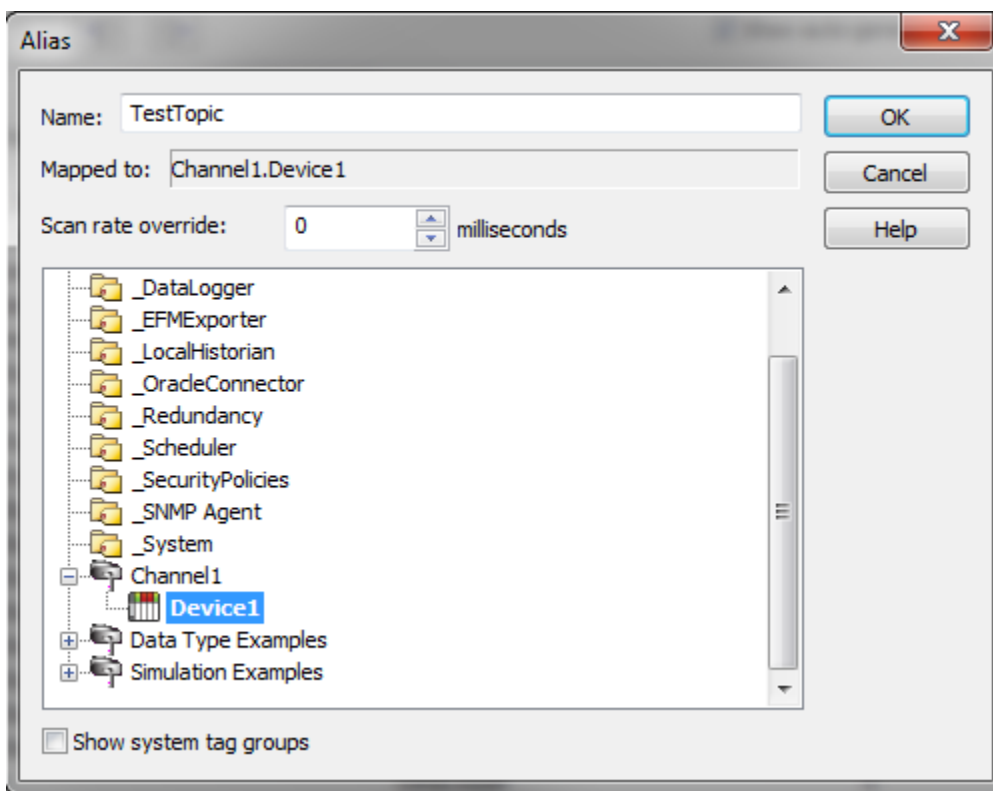 Alias
Name: TestTopic
OK
Mapped to: Channel1.Device1
Cancel
Scan rate override: 0 milliseconds
Help
_DataLogger
_EFMExporter
_LocalHistorian
_OracleConnector
_Redundancy
_Scheduler
_SecurityPolicies
_SNMP Agent
_System
Channel1
Device1
Data Type Examples
Simulation Examples
Show system tag groups